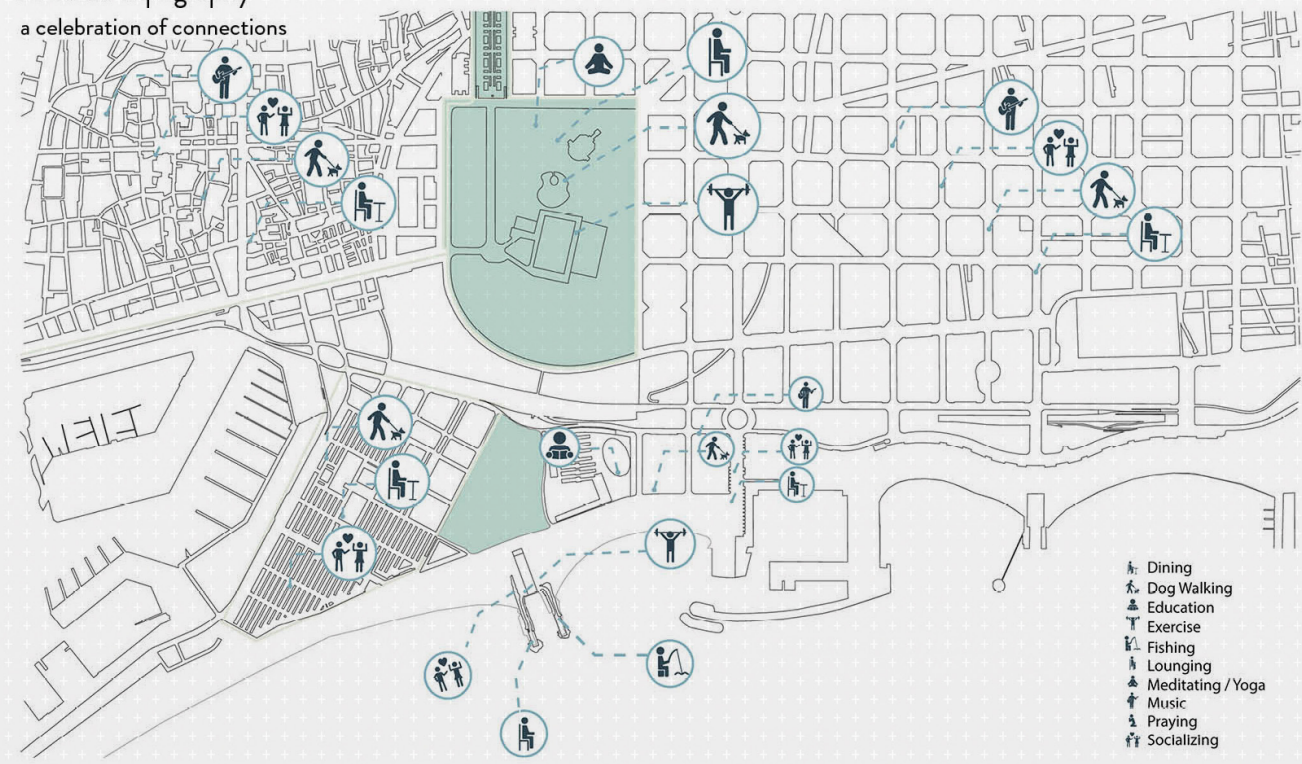 a celebration of connections
Dining
Dog Walking
Education
Exercise
Fishing
Lounging
Meditating / Yoga
Music
Praying
Socializing